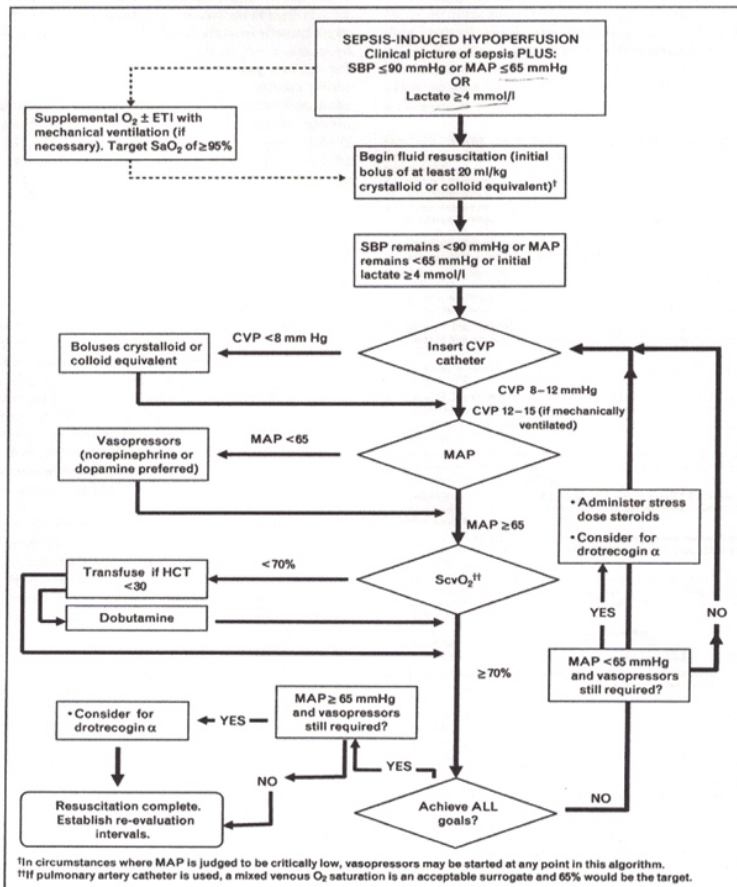 SEPSIS-INDUCED HYPOPERFUSION
Clinical picture of sepsis PLUS:
SBP ≤90 mmHg or MAP ≤65 mmHg
OR
Lactate ≥4 mmol/l
Supplemental O₂ ± ETI with
mechanical ventilation (if
necessary). Target SaO₂ of ≥95%
Begin fluid resuscitation (initial
bolus of at least 20 ml/kg
crystalloid or colloid equivalent)†
SBP remains <90 mmHg or MAP
remains <65 mmHg or initial
lactate ≥4 mmol/l
Insert CVP
catheter
CVP <8 mm Hg
Boluses crystalloid or
colloid equivalent
CVP 8–12 mmHg
CVP 12–15 (if mechanically
ventilated)
MAP
MAP <65
Vasopressors
(norepinephrine or
dopamine preferred)
MAP ≥65
• Administer stress
dose steroids
• Consider for
drotrecogin α
ScvO₂††
<70%
Transfuse if HCT
<30
Dobutamine
YES
NO
≥70%
MAP <65 mmHg
and vasopressors
still required?
MAP ≥ 65 mmHg
and vasopressors
still required?
YES
• Consider for
drotrecogin α
YES
NO
Achieve ALL
goals?
NO
Resuscitation complete.
Establish re-evaluation
intervals.
†In circumstances where MAP is judged to be critically low, vasopressors may be started at any point in this algorithm.
††If pulmonary artery catheter is used, a mixed venous O₂ saturation is an acceptable surrogate and 65% would be the target.